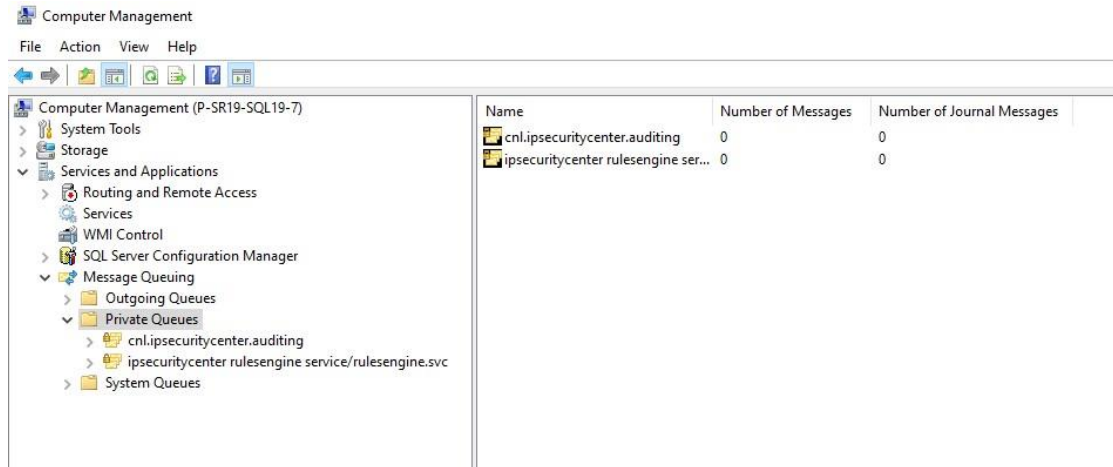 Computer Management
File Action View Help
Computer Management (P-SR19-SQL19-7)
System Tools
Storage
Services and Applications
Routing and Remote Access
Services
WMI Control
SQL Server Configuration Manager
Message Queuing
Outgoing Queues
Private Queues
cnl.ipsecuritycenter.auditing
ipsecuritycenter rulesengine service/rulesengine.svc
System Queues
Name Number of Messages Number of Journal Messages
cnl.ipsecuritycenter.auditing 0 0
ipsecuritycenter rulesengine ser... 0 0